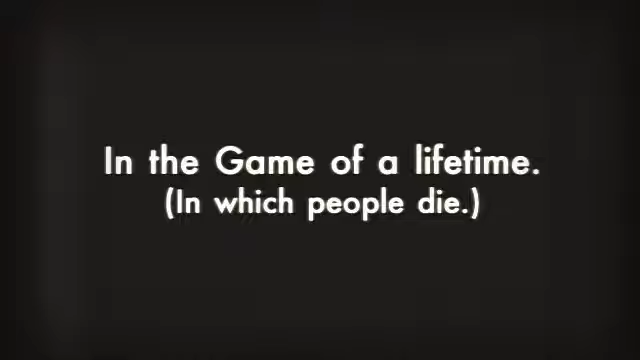 In the Game of a lifetime.
(In which people die.)